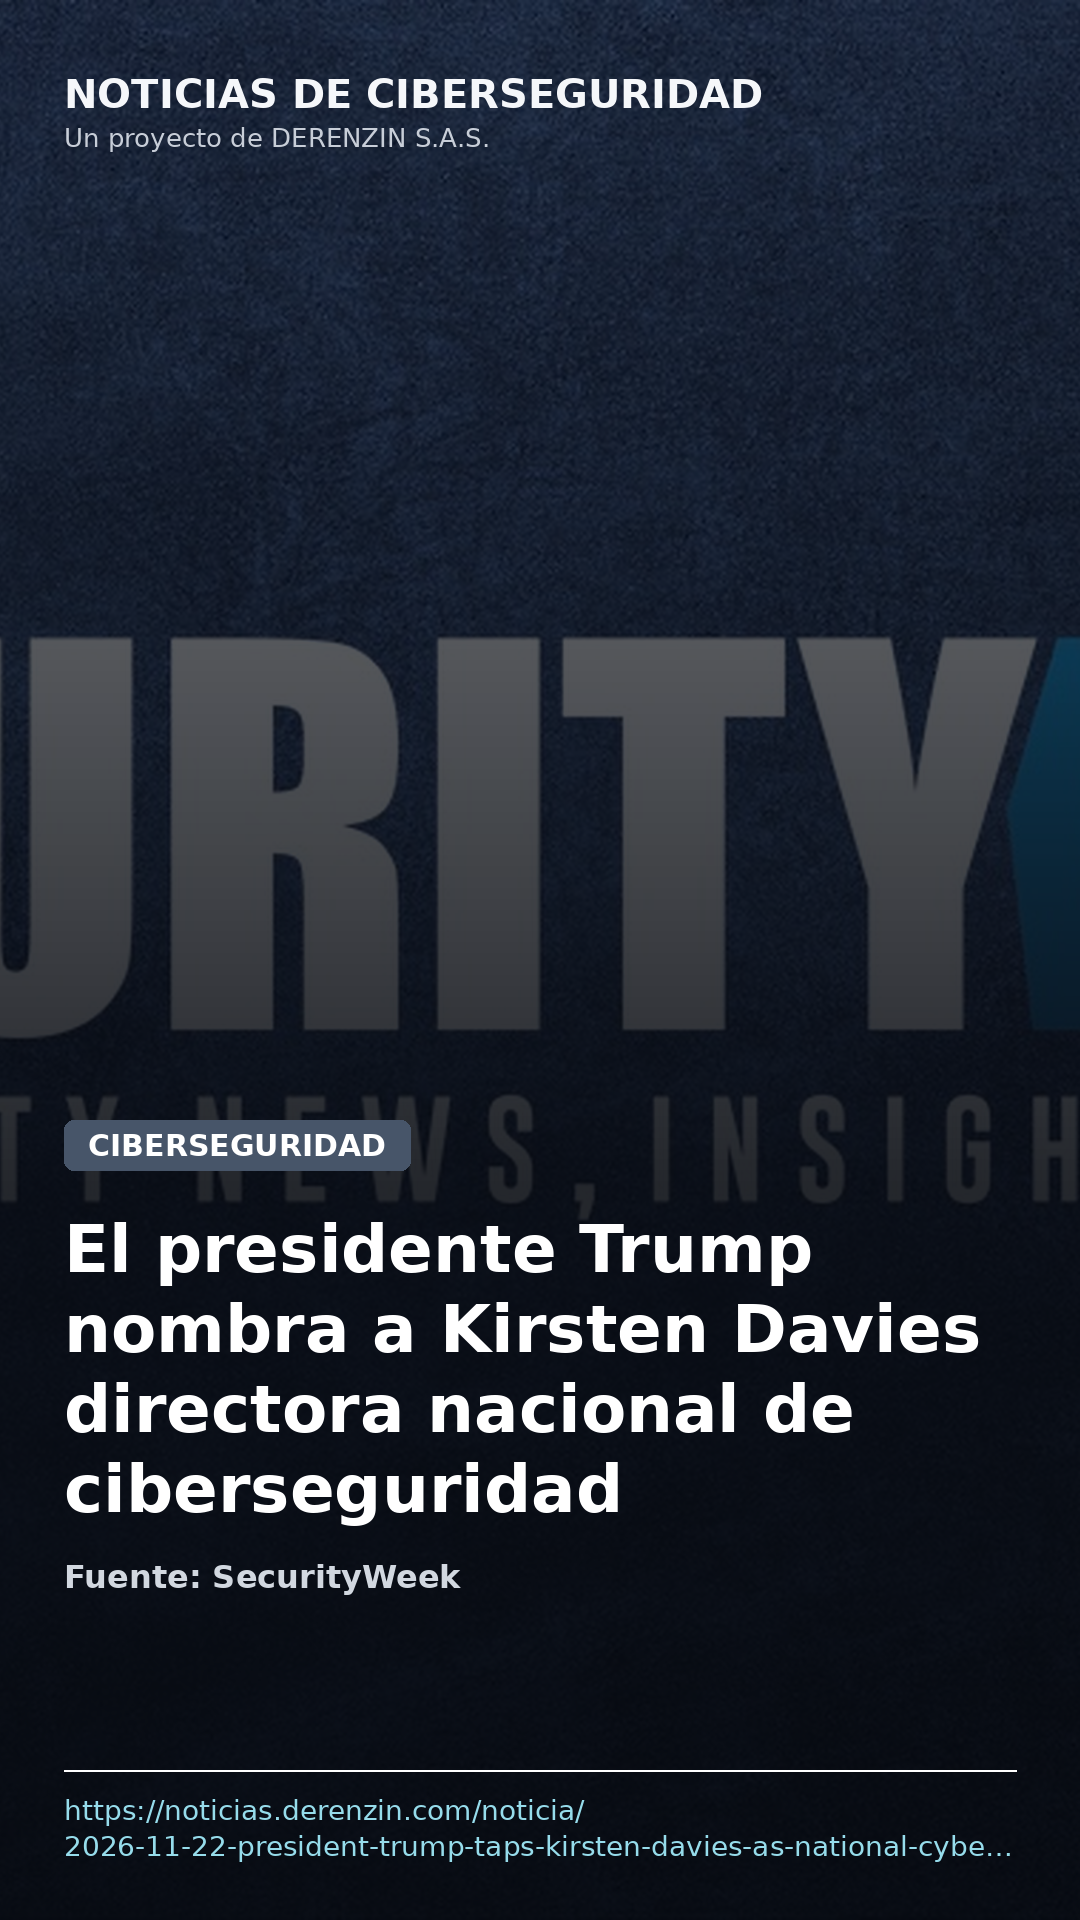 NOTICIAS DE CIBERSEGURIDAD
Un proyecto de DERENZIN S.A.S.
URITY
TY NEWS, INSIGH
CIBERSEGURIDAD
El presidente Trump
nombra a Kirsten Davies
directora nacional de
ciberseguridad
Fuente: SecurityWeek
https://noticias.derenzin.com/noticia/
2026-11-22-president-trump-taps-kirsten-davies-as-national-cybe...